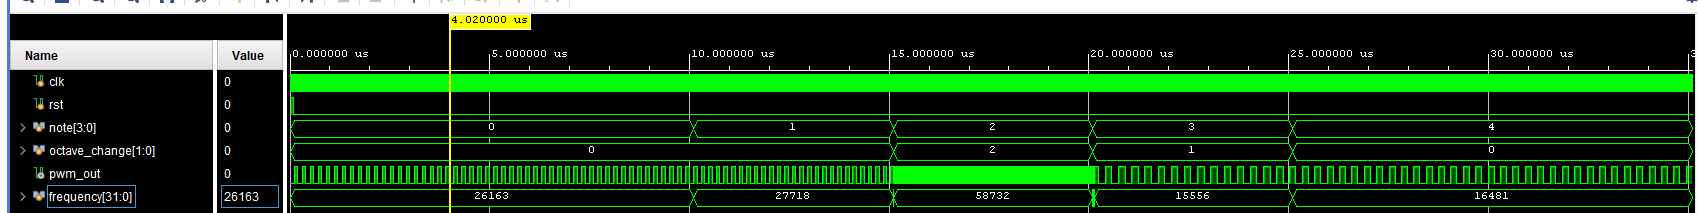 4.020000 us
Name Value 0.000000 us 5.000000 us 10.000000 us 15.000000 us 20.000000 us 25.000000 us 30.000000 us 3
clk 0
rst 0
note[3:0] 0 0 1 2 3 4
octave_change[1:0] 0 0 2 1 0
pwm_out 0
frequency[31:0] 26163 26163 27718 58732 15556 16481